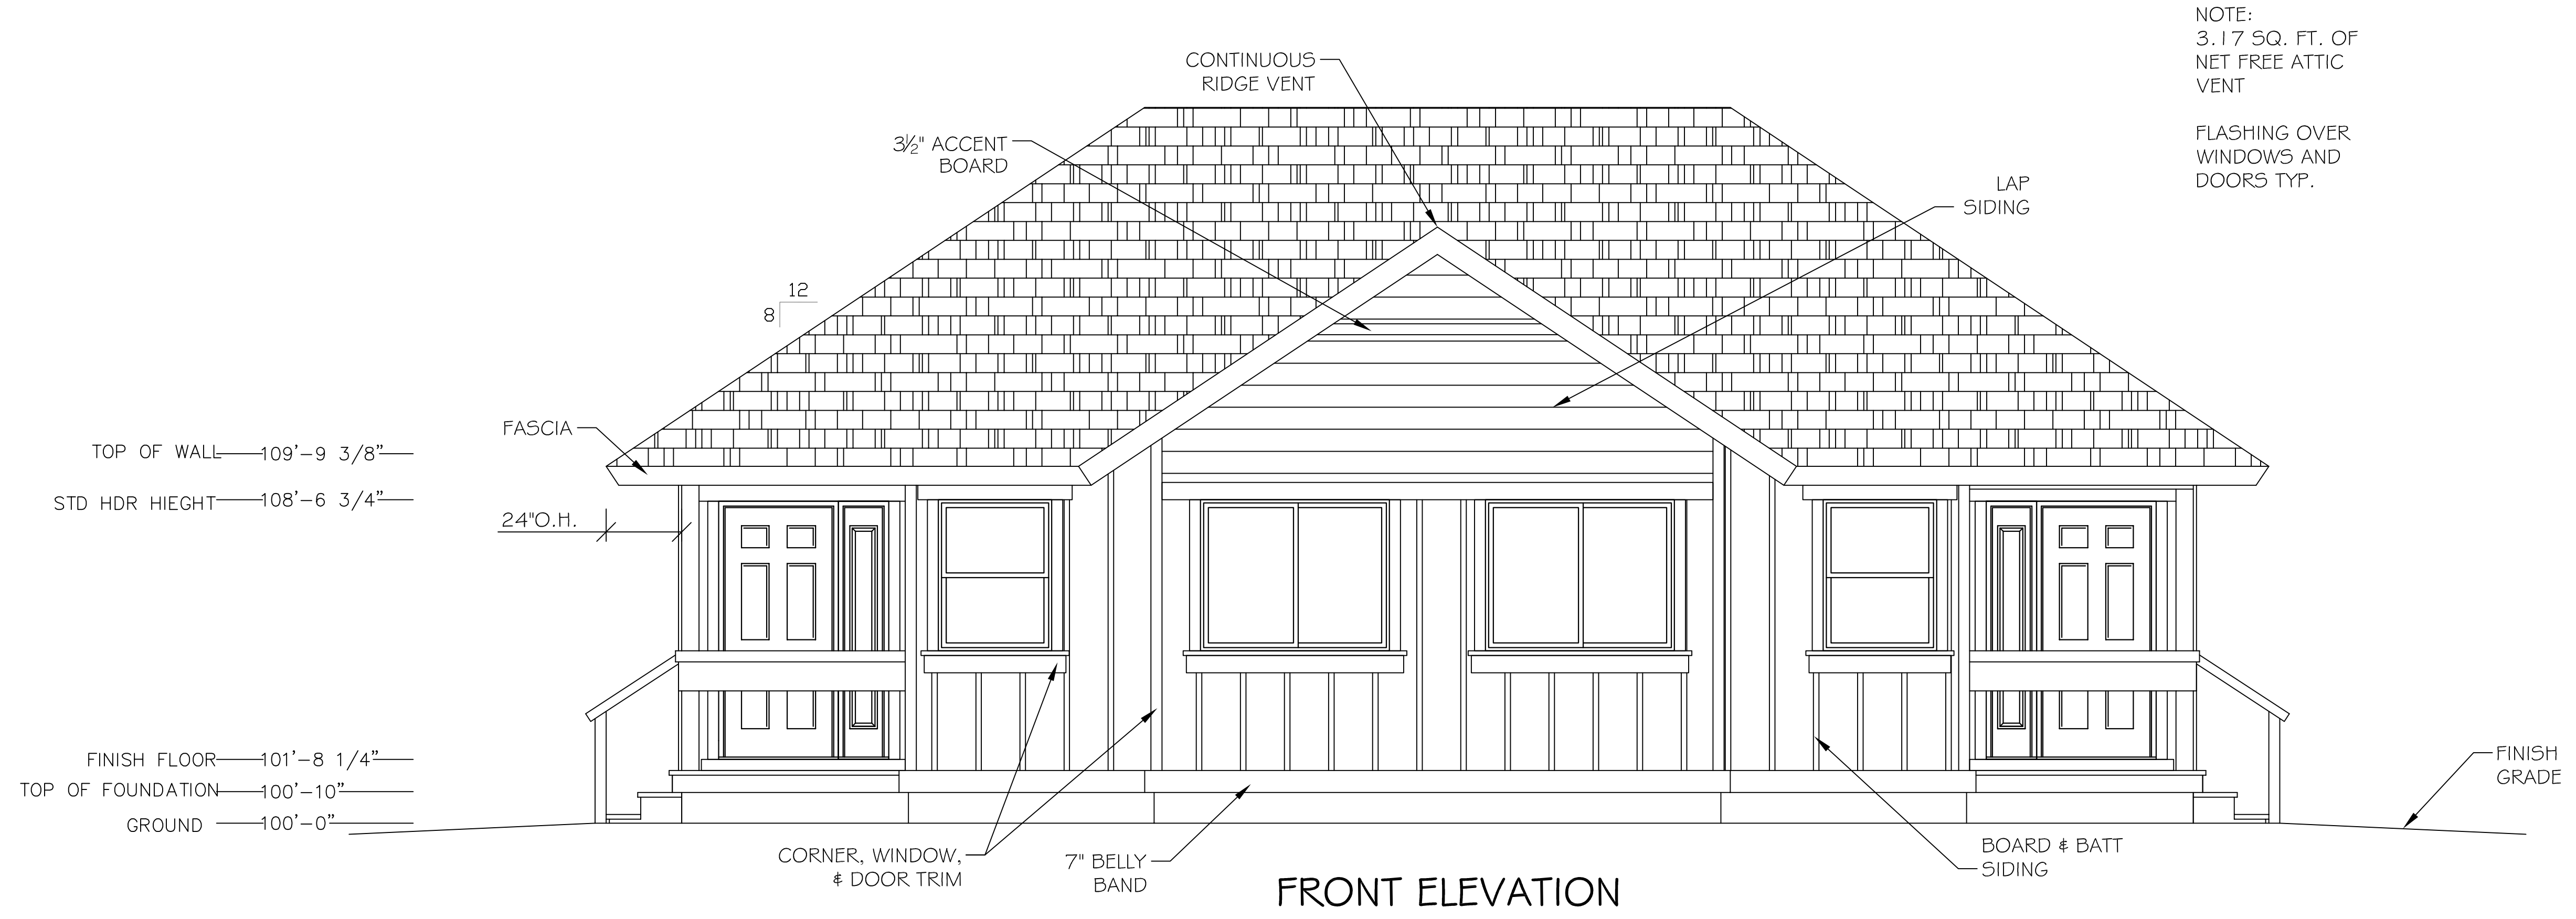 NOTE:
3.17 SQ. FT. OF
NET FREE ATTIC
VENT
FLASHING OVER
WINDOWS AND
DOORS TYP.
CONTINUOUS
RIDGE VENT
3½" ACCENT
BOARD
LAP
SIDING
12
8
FASCIA
TOP OF WALL 109'-9 3/8"
STD HDR HIEGHT 108'-6 3/4"
24"O.H.
FINISH FLOOR 101'-8 1/4"
TOP OF FOUNDATION 100'-10"
GROUND 100'-0"
FINISH
GRADE
CORNER, WINDOW,
& DOOR TRIM
7" BELLY
BAND
BOARD & BATT
SIDING
FRONT ELEVATION